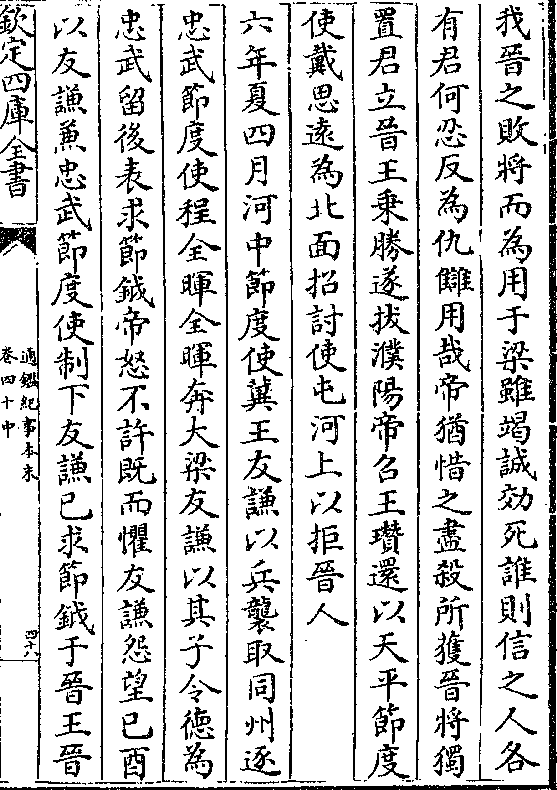 我晉之敗將而為用于梁雖竭誠効死誰則信之人各
有君何忍反為仇讎用哉帝猶惜之盡殺所獲晉將獨
置君立晉王乗勝遂拔濮陽帝召王瓚還以天平節度
使戴思遠為北面招討使屯河上以拒晉人
六年夏四月河中節度使冀王友謙以兵襲取同州逐
忠武節度使程全暉全暉奔大梁友謙以其子令德為
忠武留後表求節鉞帝怒不許既而懼友謙怨望已酉
以友謙兼忠武節度使制下友謙已求節鉞于晉王晉
欽定四庫全書
通鑑紀事本末
卷四十中
四十八